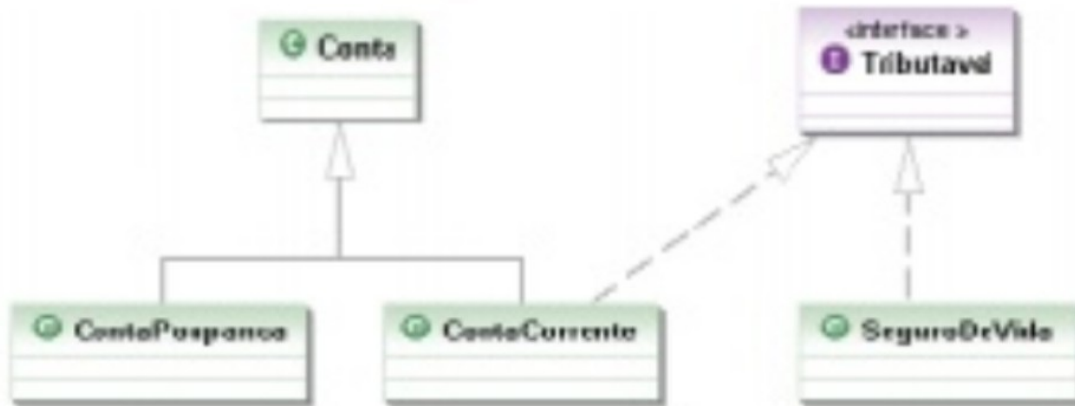 Conta
<interface >
Tributavel
ContaPoupanca
ContaCorrente
SeguroDeVida